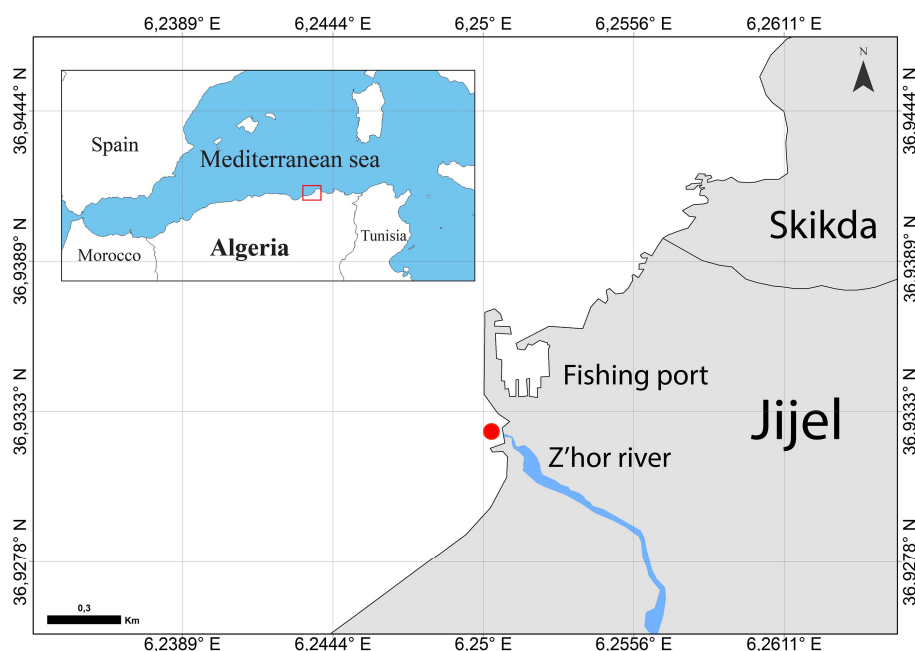 6,2389° E 6,2444° E 6,25° E 6,2556° E 6,2611° E
N
36,9444° N 36,9444° N
Spain
Mediterranean sea
Skikda
Tunisia
Algeria
Morocco
36,9389° N 36,9389° N
Fishing port
Jijel
36,9333° N 36,9333° N
Z'hor river
36,9278° N 36,9278° N
0,3
Km
6,2389° E 6,2444° E 6,25° E 6,2556° E 6,2611° E